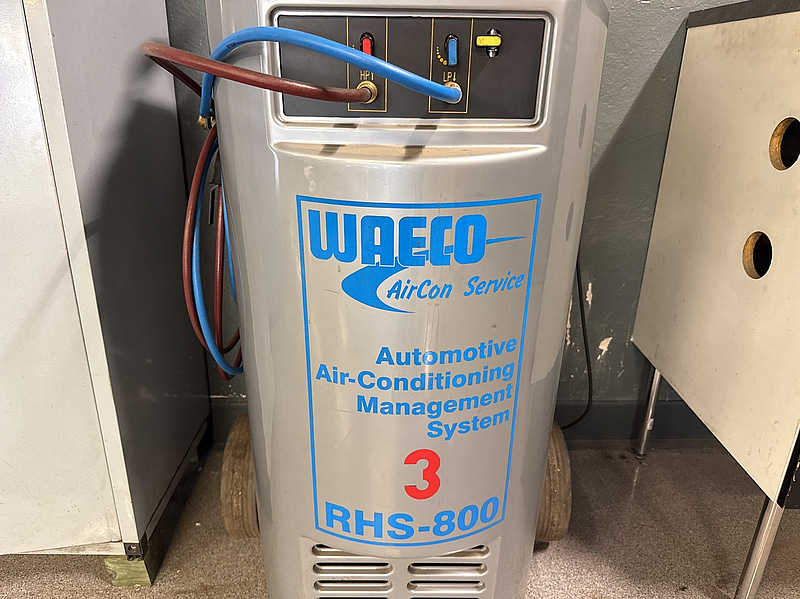 HP LP
WAECO
AirCon Service
Automotive
Air-Conditioning
Management
System
3
RHS-800